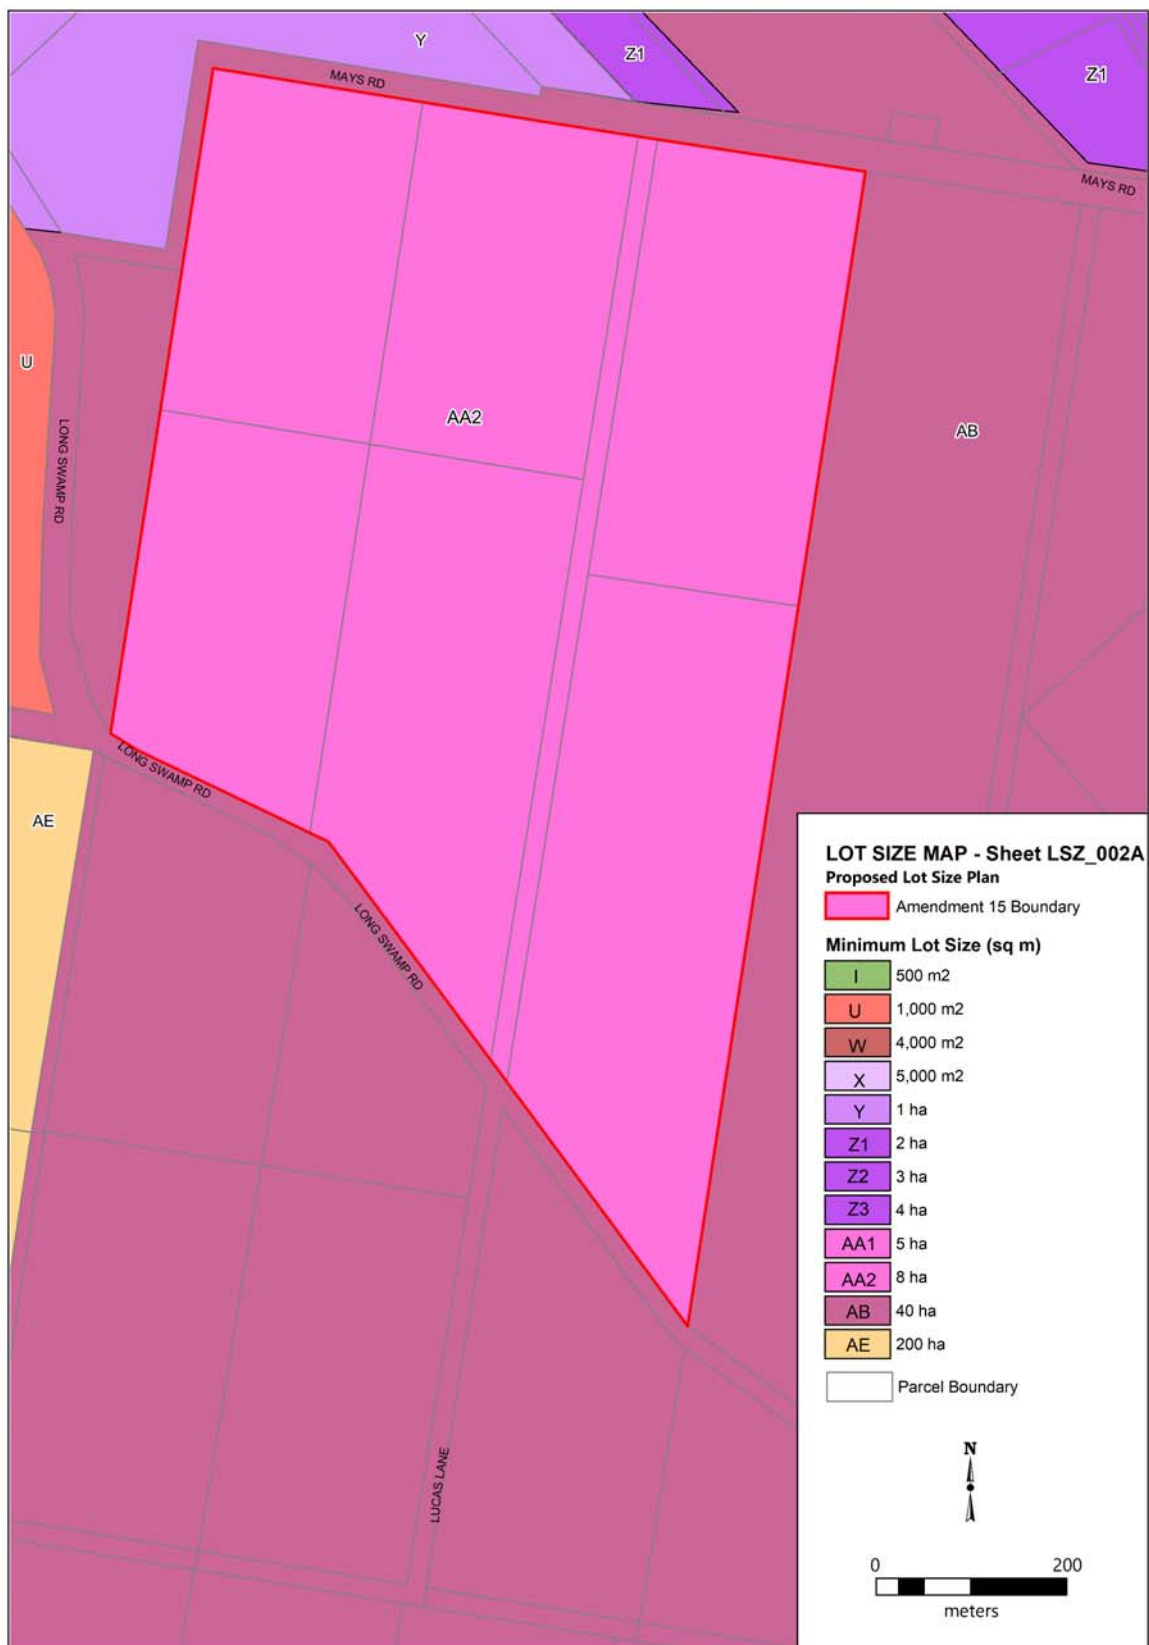 Y
Z1
Z1
MAYS RD
MAYS RD
U
AA2
AB
LONG SWAMP RD
LONG SWAMP RD
AE
LONG SWAMP RD
LUCAS LANE
LOT SIZE MAP - Sheet LSZ_002A
Proposed Lot Size Plan
Amendment 15 Boundary
Minimum Lot Size (sq m)
I 500 m2
U 1,000 m2
W 4,000 m2
X 5,000 m2
Y 1 ha
Z1 2 ha
Z2 3 ha
Z3 4 ha
AA1 5 ha
AA2 8 ha
AB 40 ha
AE 200 ha
Parcel Boundary
N
0 200
meters